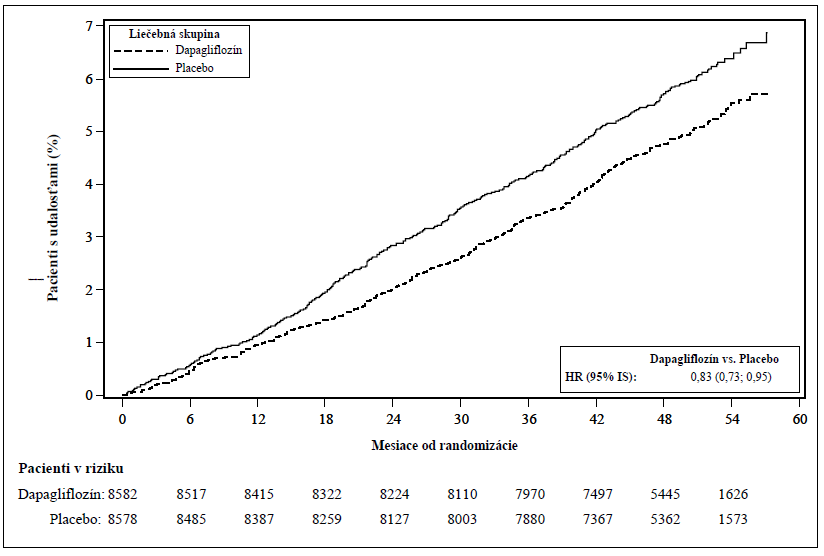 Liečebná skupina
Dapagliflozín
Placebo
7
6
5
4
3
2
1
0
Pacienti s udalosťami (%)
Dapagliflozín vs. Placebo
HR (95% IS): 0,83 (0,73; 0,95)
0 6 12 18 24 30 36 42 48 54 60
Mesiace od randomizácie
Pacienti v riziku
Dapagliflozín: 8582 8517 8415 8322 8224 8110 7970 7497 5445 1626
Placebo: 8578 8485 8387 8259 8127 8003 7880 7367 5362 1573